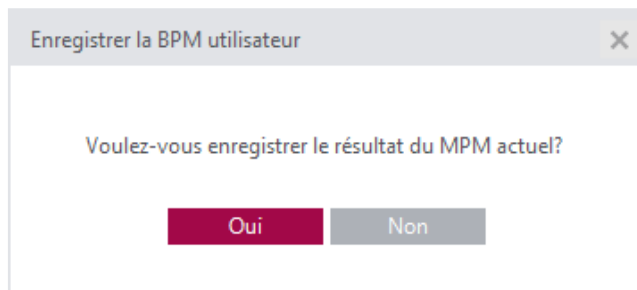 Enregistrer la BPM utilisateur
Voulez-vous enregistrer le résultat du MPM actuel?
Oui
Non